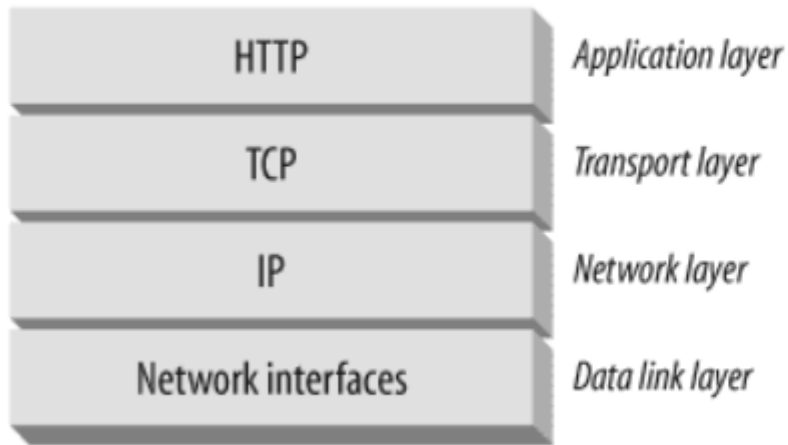 HTTP
Application layer
TCP
Transport layer
IP
Network layer
Network interfaces
Data link layer